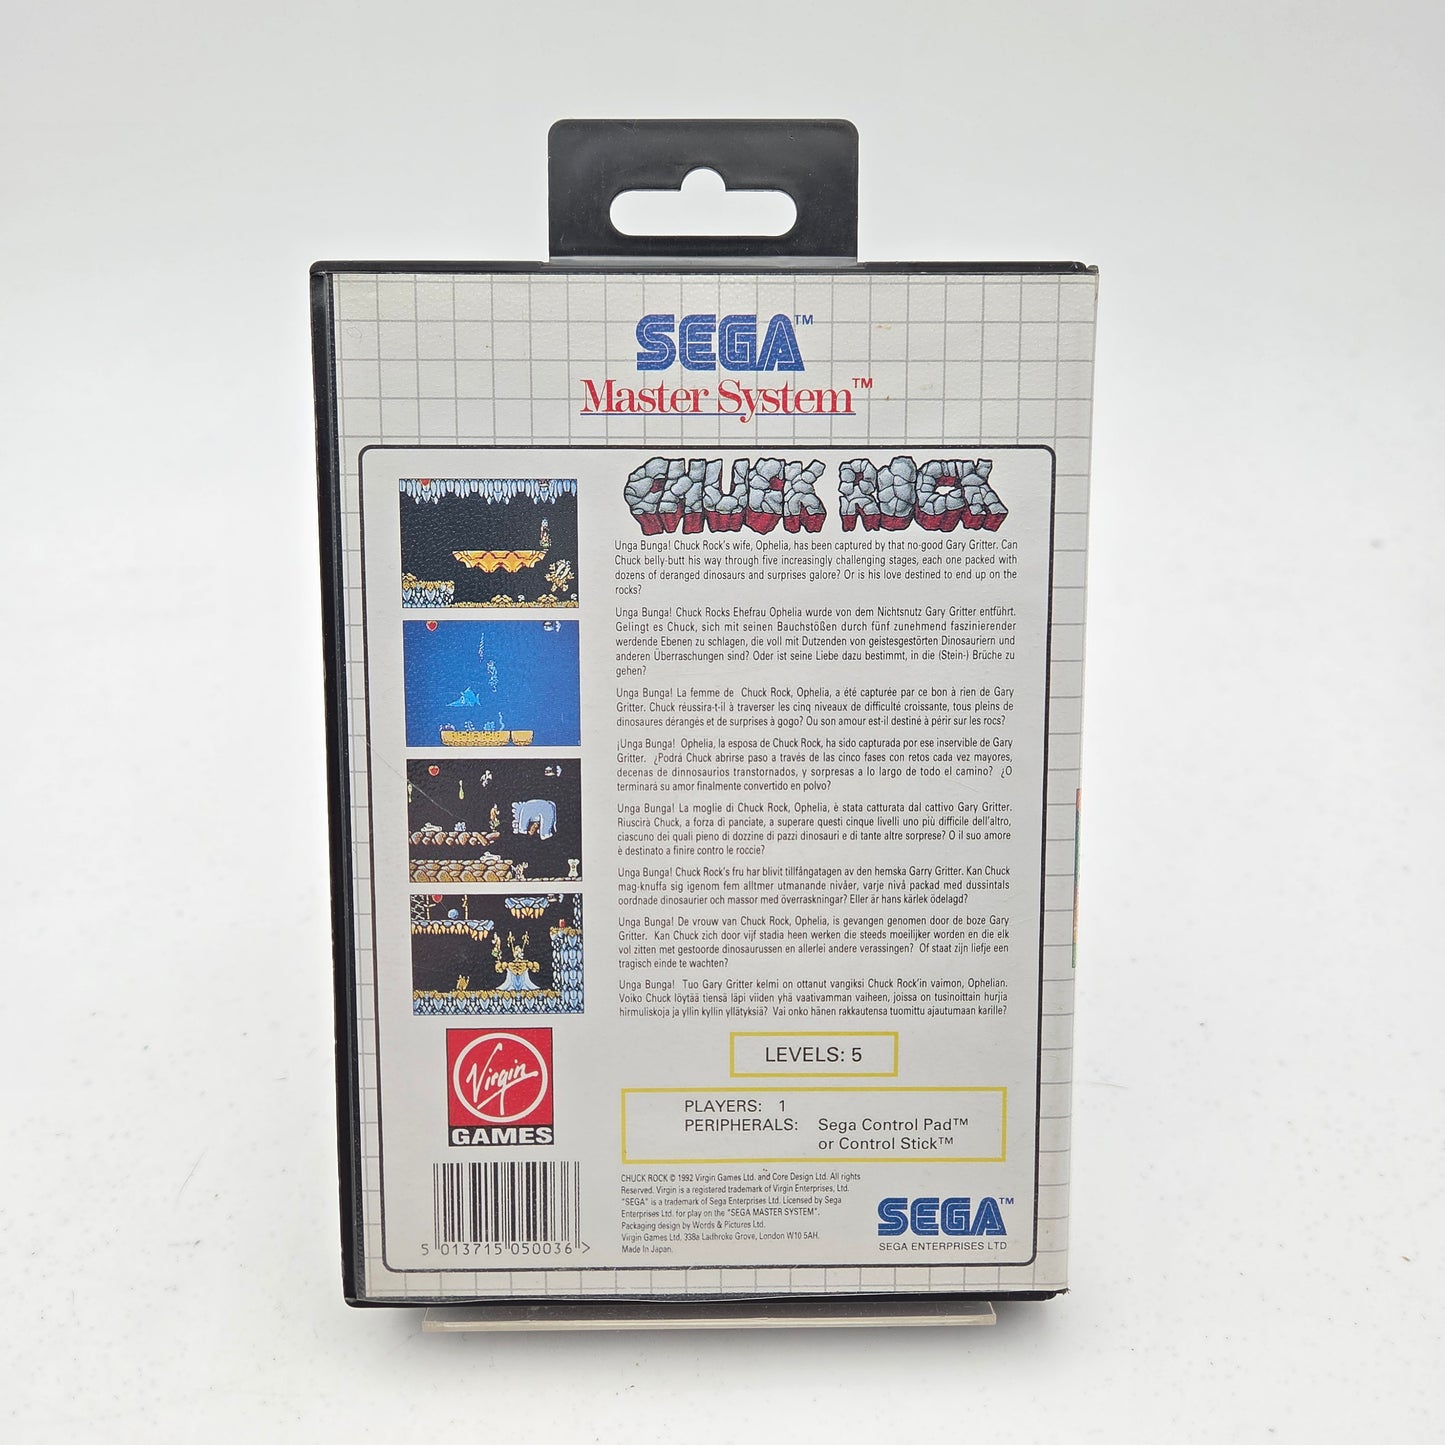 SEGA™
Master System™
CHUCK ROCK
Unga Bunga! Chuck Rock's wife, Ophelia, has been captured by that no-good Gary Gritter. Can
Chuck belly-butt his way through five increasingly challenging stages, each one packed with
dozens of deranged dinosaurs and surprises galore? Or is his love destined to end up on the
rocks?
Unga Bunga! Chuck Rocks Ehefrau Ophelia wurde von dem Nichtsnutz Gary Gritter entführt.
Gelingt es Chuck, sich mit seinen Bauchstößen durch fünf zunehmend faszinierender
werdende Ebenen zu schlagen, die voll mit Dutzenden von geistesgestörten Dinosauriern und
anderen Überraschungen sind? Oder ist seine Liebe dazu bestimmt, in die (Stein-) Brüche zu
gehen?
Unga Bunga! La femme de Chuck Rock, Ophelia, a été capturée par ce bon à rien de Gary
Gritter. Chuck réussira-t-il à traverser les cinq niveaux de difficulté croissante, tous pleins de
dinosaures dérangés et de surprises à gogo? Ou son amour est-il destiné à périr sur les rocs?
¡Unga Bunga! Ophelia, la esposa de Chuck Rock, ha sido capturada por ese inservible de Gary
Gritter. ¿Podrá Chuck abrirse paso a través de las cinco fases con retos cada vez mayores,
decenas de dinnosaurios transtornados, y sorpresas a lo largo de todo el camino? ¿O
terminará su amor finalmente convertido en polvo?
Unga Bunga! La moglie di Chuck Rock, Ophelia, è stata catturata dal cattivo Gary Gritter.
Riuscirà Chuck, a forza di panciate, a superare questi cinque livelli uno più difficile dell'altro,
ciascuno dei quali pieno di dozzine di pazzi dinosauri e di tante altre sorprese? O il suo amore
è destinato a finire contro le roccie?
Unga Bunga! Chuck Rock's fru har blivit tillfångatagen av den hemska Garry Gritter. Kan Chuck
mag-knuffa sig igenom fem alltmer utmanande nivåer, varje nivå packad med dussintals
oordnade dinosaurier och massor med överraskningar? Eller är hans kärlek ödelagd?
Unga Bunga! De vrouw van Chuck Rock, Ophelia, is gevangen genomen door de boze Gary
Gritter. Kan Chuck zich door vijf stadia heen werken die steeds moeilijker worden en die elk
vol zitten met gestoorde dinosaurussen en allerlei andere verassingen? Of staat zijn liefje een
tragisch einde te wachten?
Unga Bunga! Tuo Gary Gritter kelmi on ottanut vangiksi Chuck Rock'in vaimon, Ophelian.
Voiko Chuck löytää tiensä läpi viiden yhä vaativamman vaiheen, joissa on tusinoittain hurjia
hirmuliskoja ja yllin kyllin yllätyksiä? Vai onko hänen rakkautensa tuomittu ajautumaan karille?
Virgin
GAMES
LEVELS: 5
PLAYERS: 1
PERIPHERALS: Sega Control Pad™
or Control Stick™
CHUCK ROCK © 1992 Virgin Games Ltd. and Core Design Ltd. All rights
Reserved. Virgin is a registered trademark of Virgin Enterprises, Ltd.
"SEGA" is a trademark of Sega Enterprises Ltd. Licensed by Sega
Enterprises Ltd. for play on the "SEGA MASTER SYSTEM".
Packaging design by Words & Pictures Ltd.
Virgin Games Ltd, 338a Ladbroke Grove, London W10 5AH.
Made In Japan.
5 013715 050036 >
SEGA™
SEGA ENTERPRISES LTD